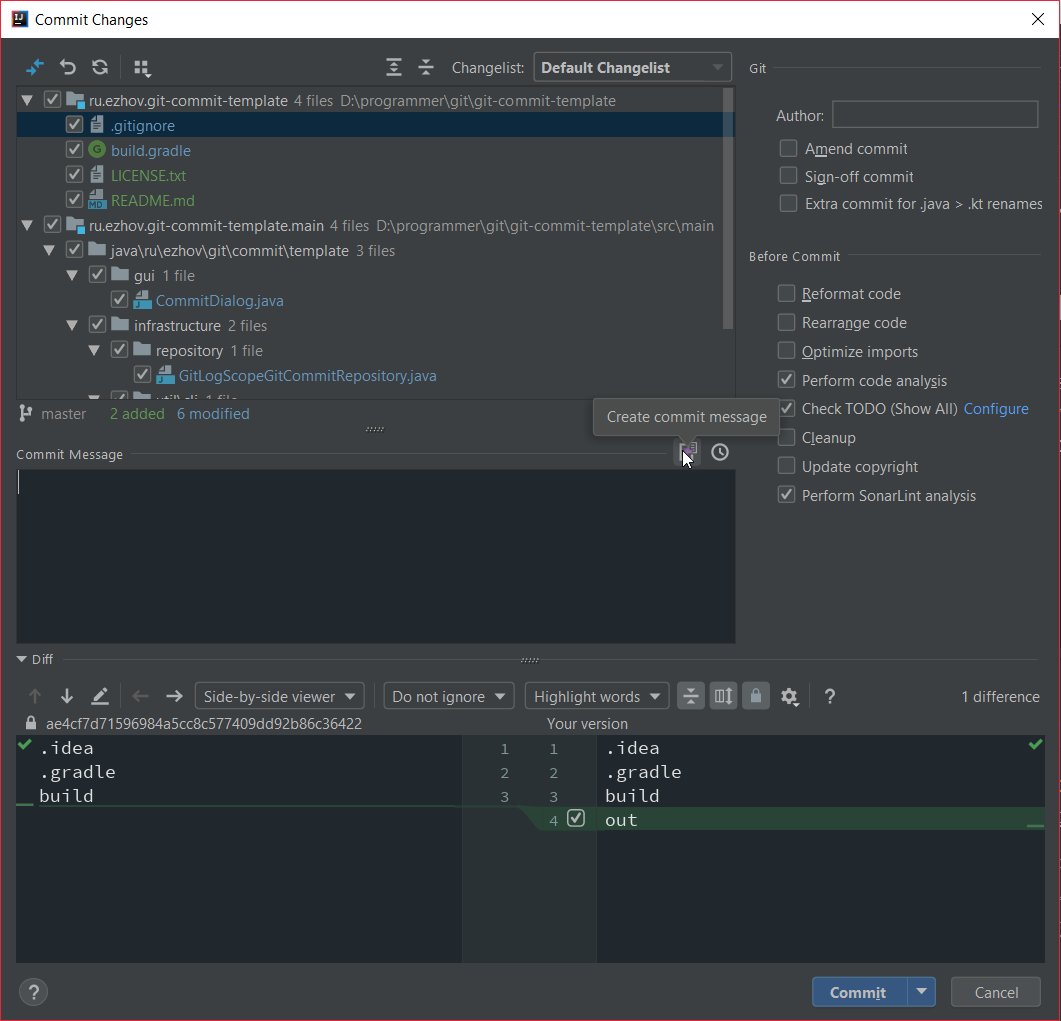 Commit Changes
Changelist: Default Changelist
Git
ru.ezhov.git-commit-template 4 files D:\programmer\git\git-commit-template
.gitignore
build.gradle
LICENSE.txt
README.md
ru.ezhov.git-commit-template.main 4 files D:\programmer\git\git-commit-template\src\main
java\ru\ezhov\git\commit\template 3 files
gui 1 file
CommitDialog.java
infrastructure 2 files
repository 1 file
GitLogScopeGitCommitRepository.java
util\cli 1 file
master 2 added 6 modified
Author:
Amend commit
Sign-off commit
Extra commit for .java > .kt renames
Before Commit
Reformat code
Rearrange code
Optimize imports
Perform code analysis
Check TODO (Show All) Configure
Cleanup
Update copyright
Perform SonarLint analysis
Create commit message
Commit Message
Diff
Side-by-side viewer Do not ignore Highlight words ? 1 difference
ae4cf7d71596984a5cc8c577409dd92b86c36422 Your version
.idea 1 1 .idea
.gradle 2 2 .gradle
build 3 3 build
4 out
? Commit Cancel